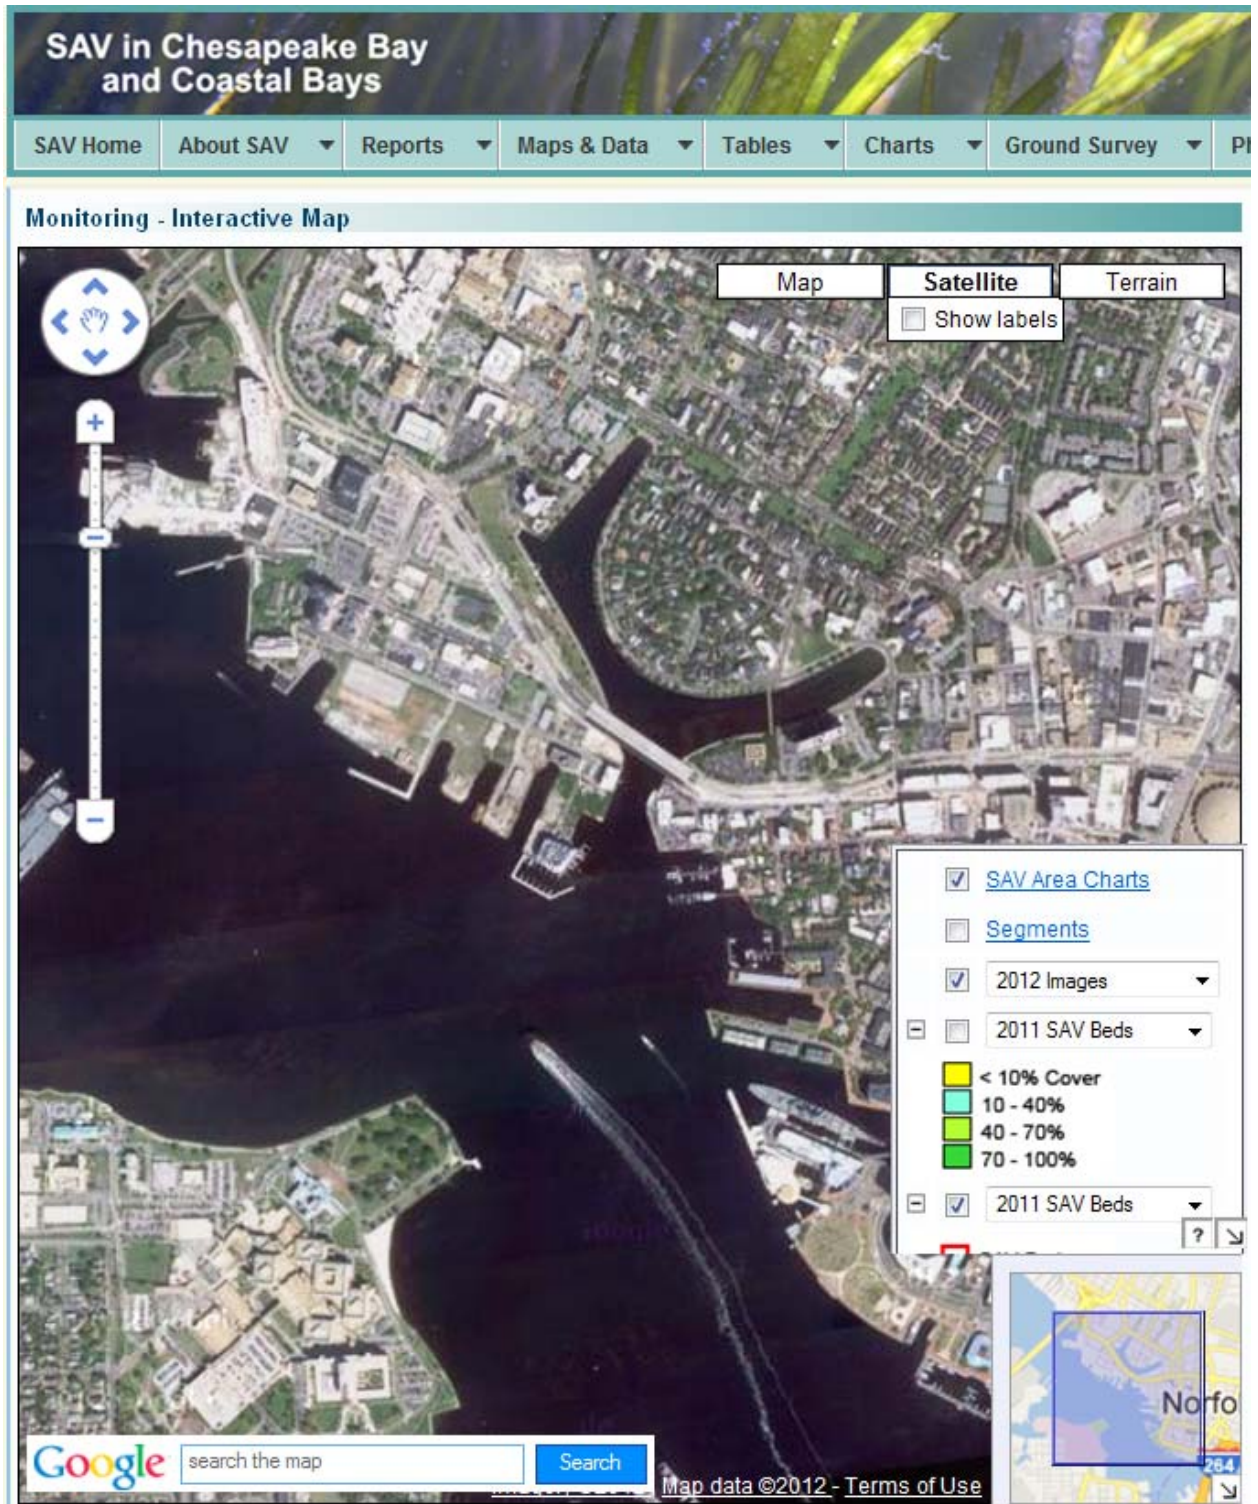 SAV in Chesapeake Bay
and Coastal Bays
SAV Home
About SAV
Reports
Maps & Data
Tables
Charts
Ground Survey
Monitoring - Interactive Map
Map
Satellite
Terrain
Show labels
SAV Area Charts
Segments
2012 Images
2011 SAV Beds
< 10% Cover
10 - 40%
40 - 70%
70 - 100%
2011 SAV Beds
?
Norfo
264
Google
search the map
Search
Map data ©2012 - Terms of Use